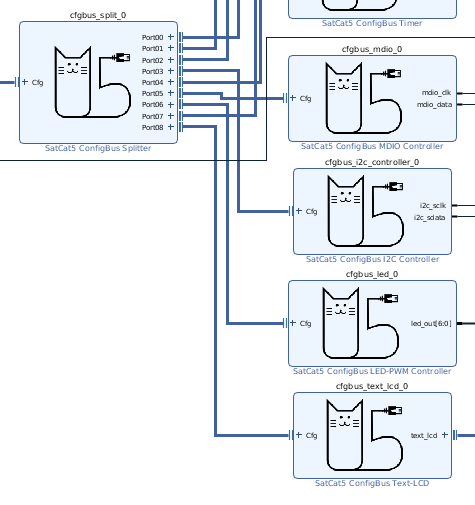 SatCat5 ConfigBus Timer
cfgbus_split_0
Cfg
Port00
Port01
Port02
Port03
Port04
Port05
Port06
Port07
Port08
SatCat5 ConfigBus Splitter
cfgbus_mdio_0
Cfg
mdio_clk
mdio_data
SatCat5 ConfigBus MDIO Controller
cfgbus_i2c_controller_0
Cfg
i2c_sclk
i2c_sdata
SatCat5 ConfigBus I2C Controller
cfgbus_led_0
Cfg
led_out[6:0]
SatCat5 ConfigBus LED-PWM Controller
cfgbus_text_lcd_0
Cfg
text_lcd
SatCat5 ConfigBus Text-LCD